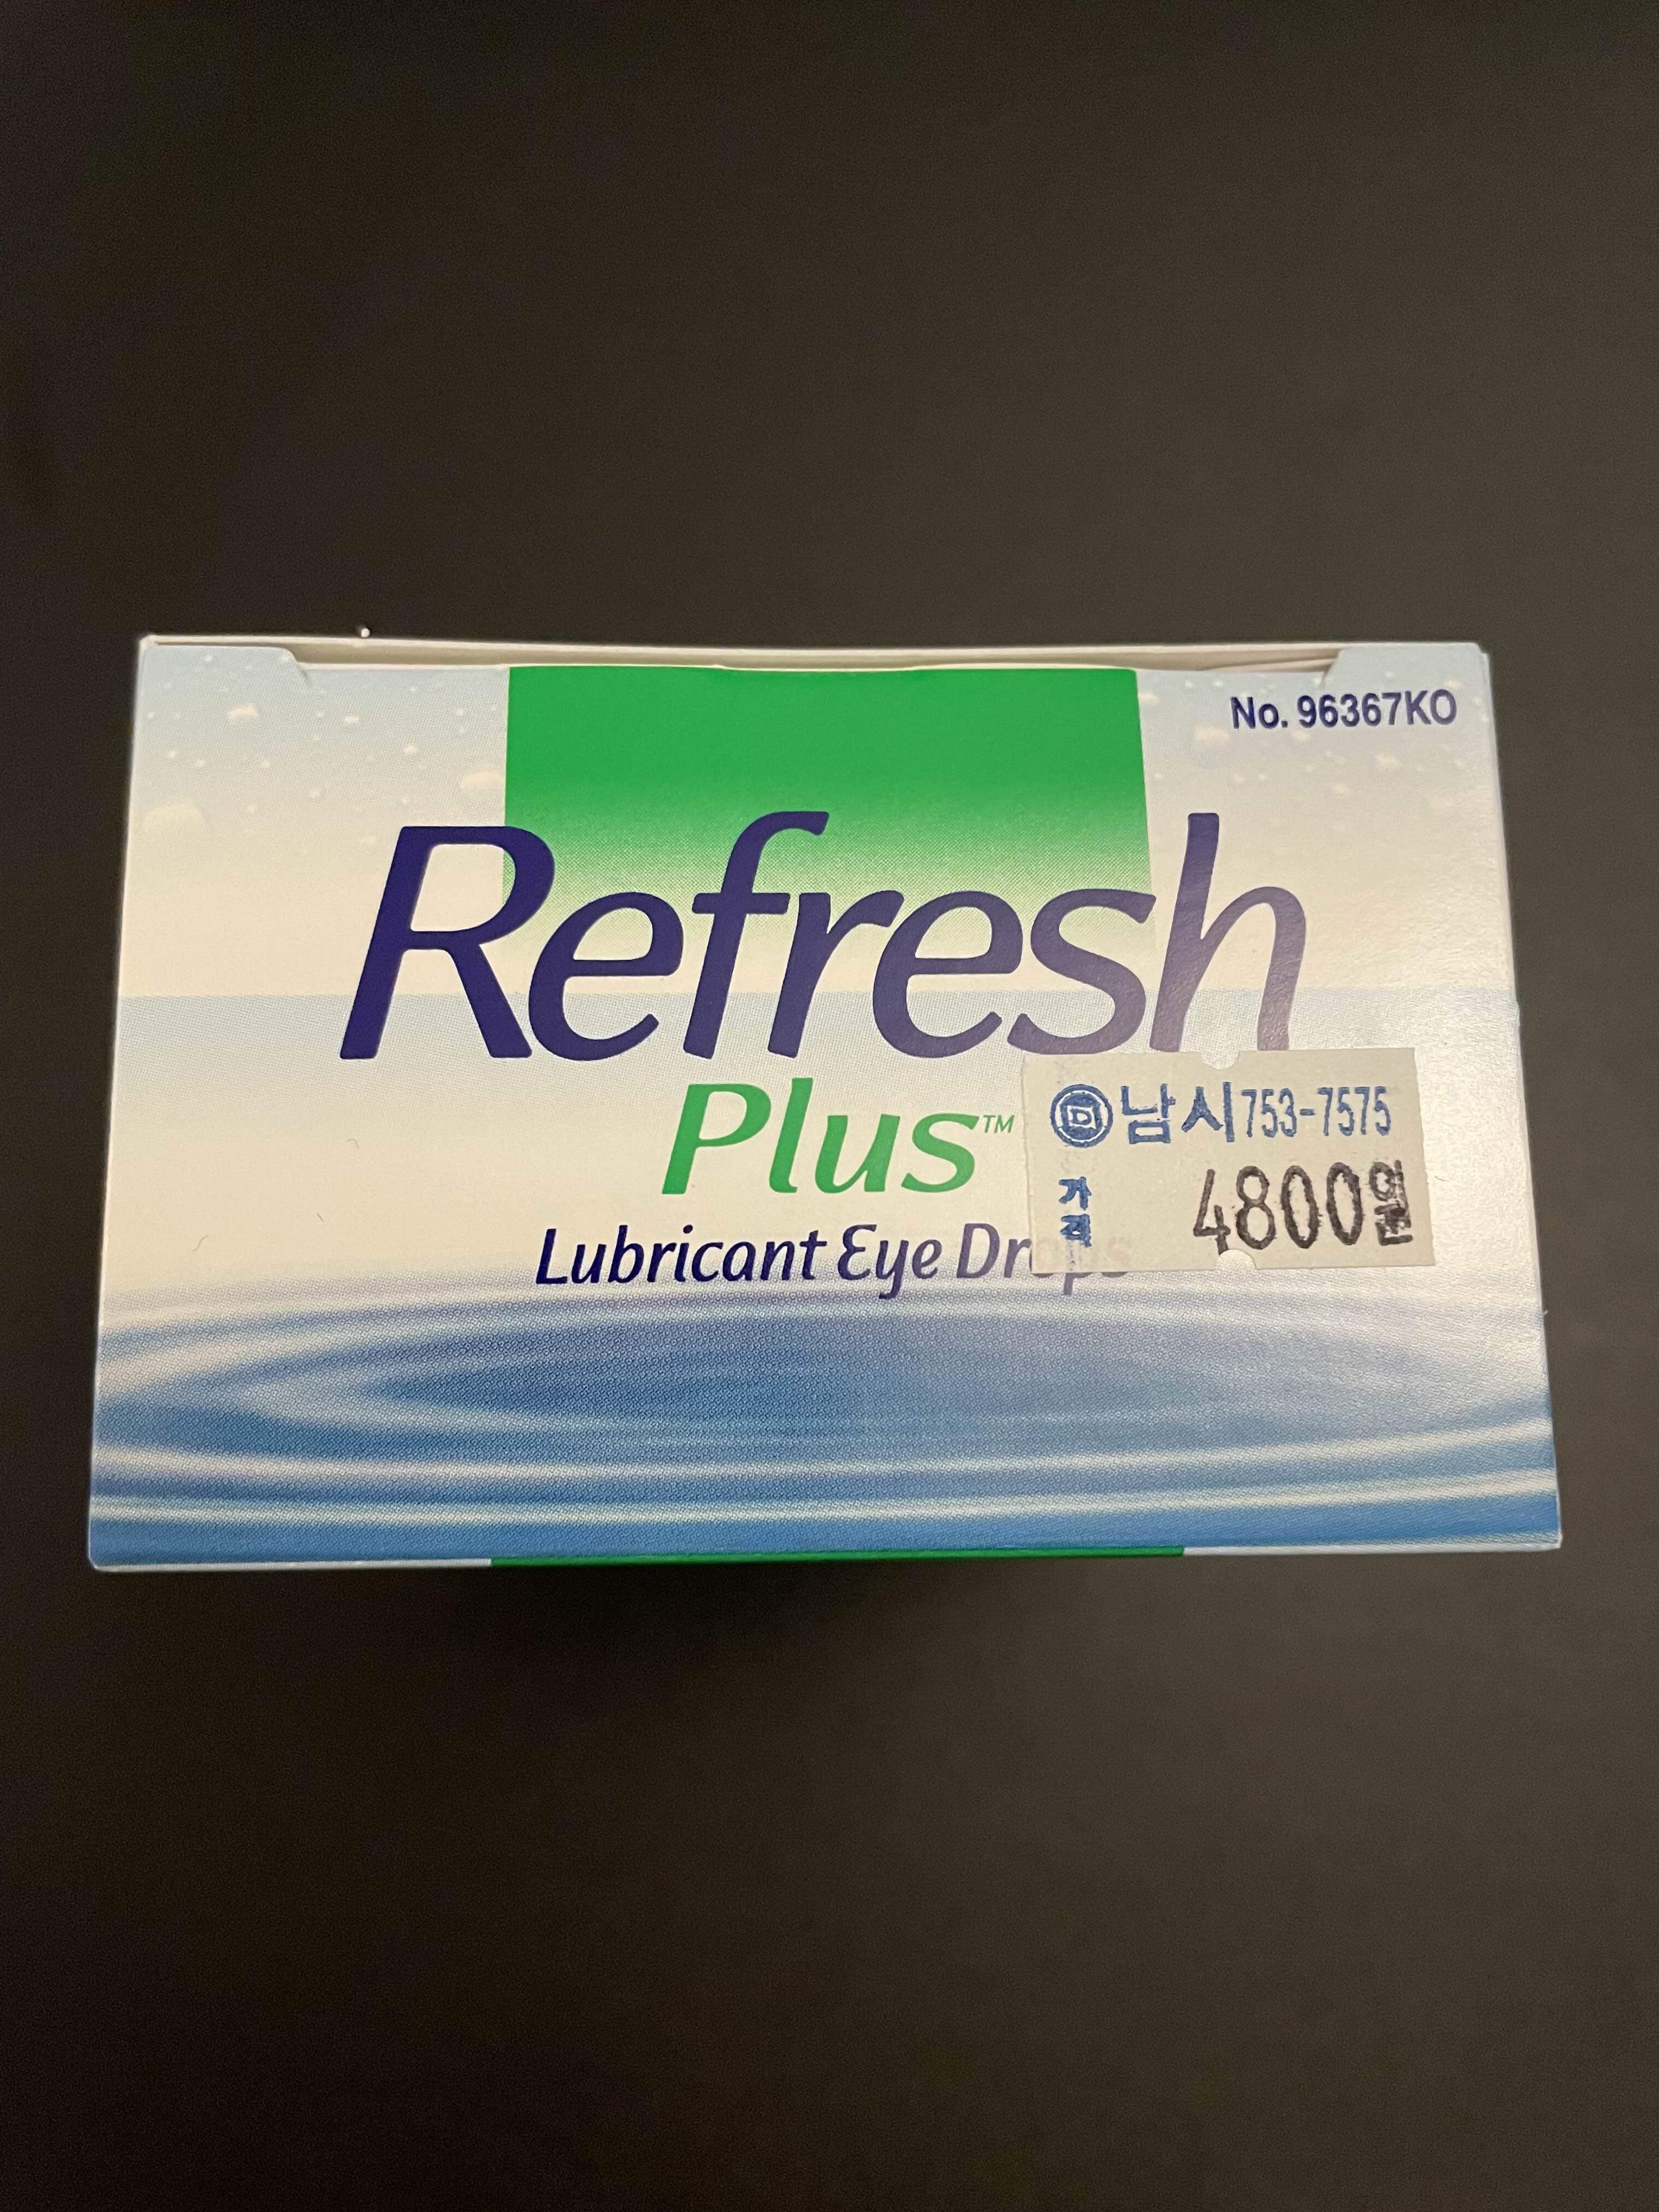 No. 96367KO
Refresh
Plus™
Lubricant Eye Drops
남시 753-7575
가격 4800원